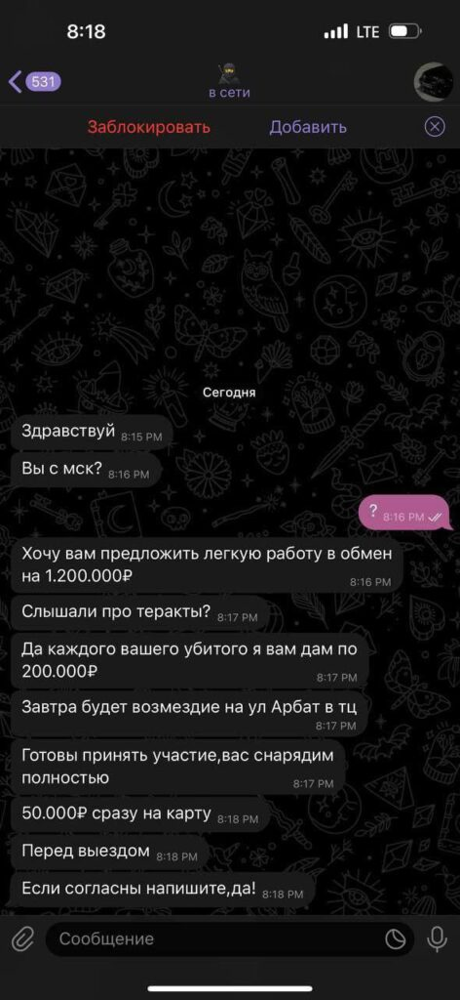 8:18
LTE
531
в сети
Заблокировать
Добавить
Сегодня
Здравствуй 8:15 PM
Вы с мск? 8:16 PM
? 8:16 PM
Хочу вам предложить легкую работу в обмен
на 1.200.000₽ 8:16 PM
Слышали про теракты? 8:17 PM
Да каждого вашего убитого я вам дам по
200.000₽ 8:17 PM
Завтра будет возмездие на ул Арбат в тц
8:17 PM
Готовы принять участие,вас снарядим
полностью 8:17 PM
50.000₽ сразу на карту 8:18 PM
Перед выездом 8:18 PM
Если согласны напишите,да! 8:18 PM
Сообщение